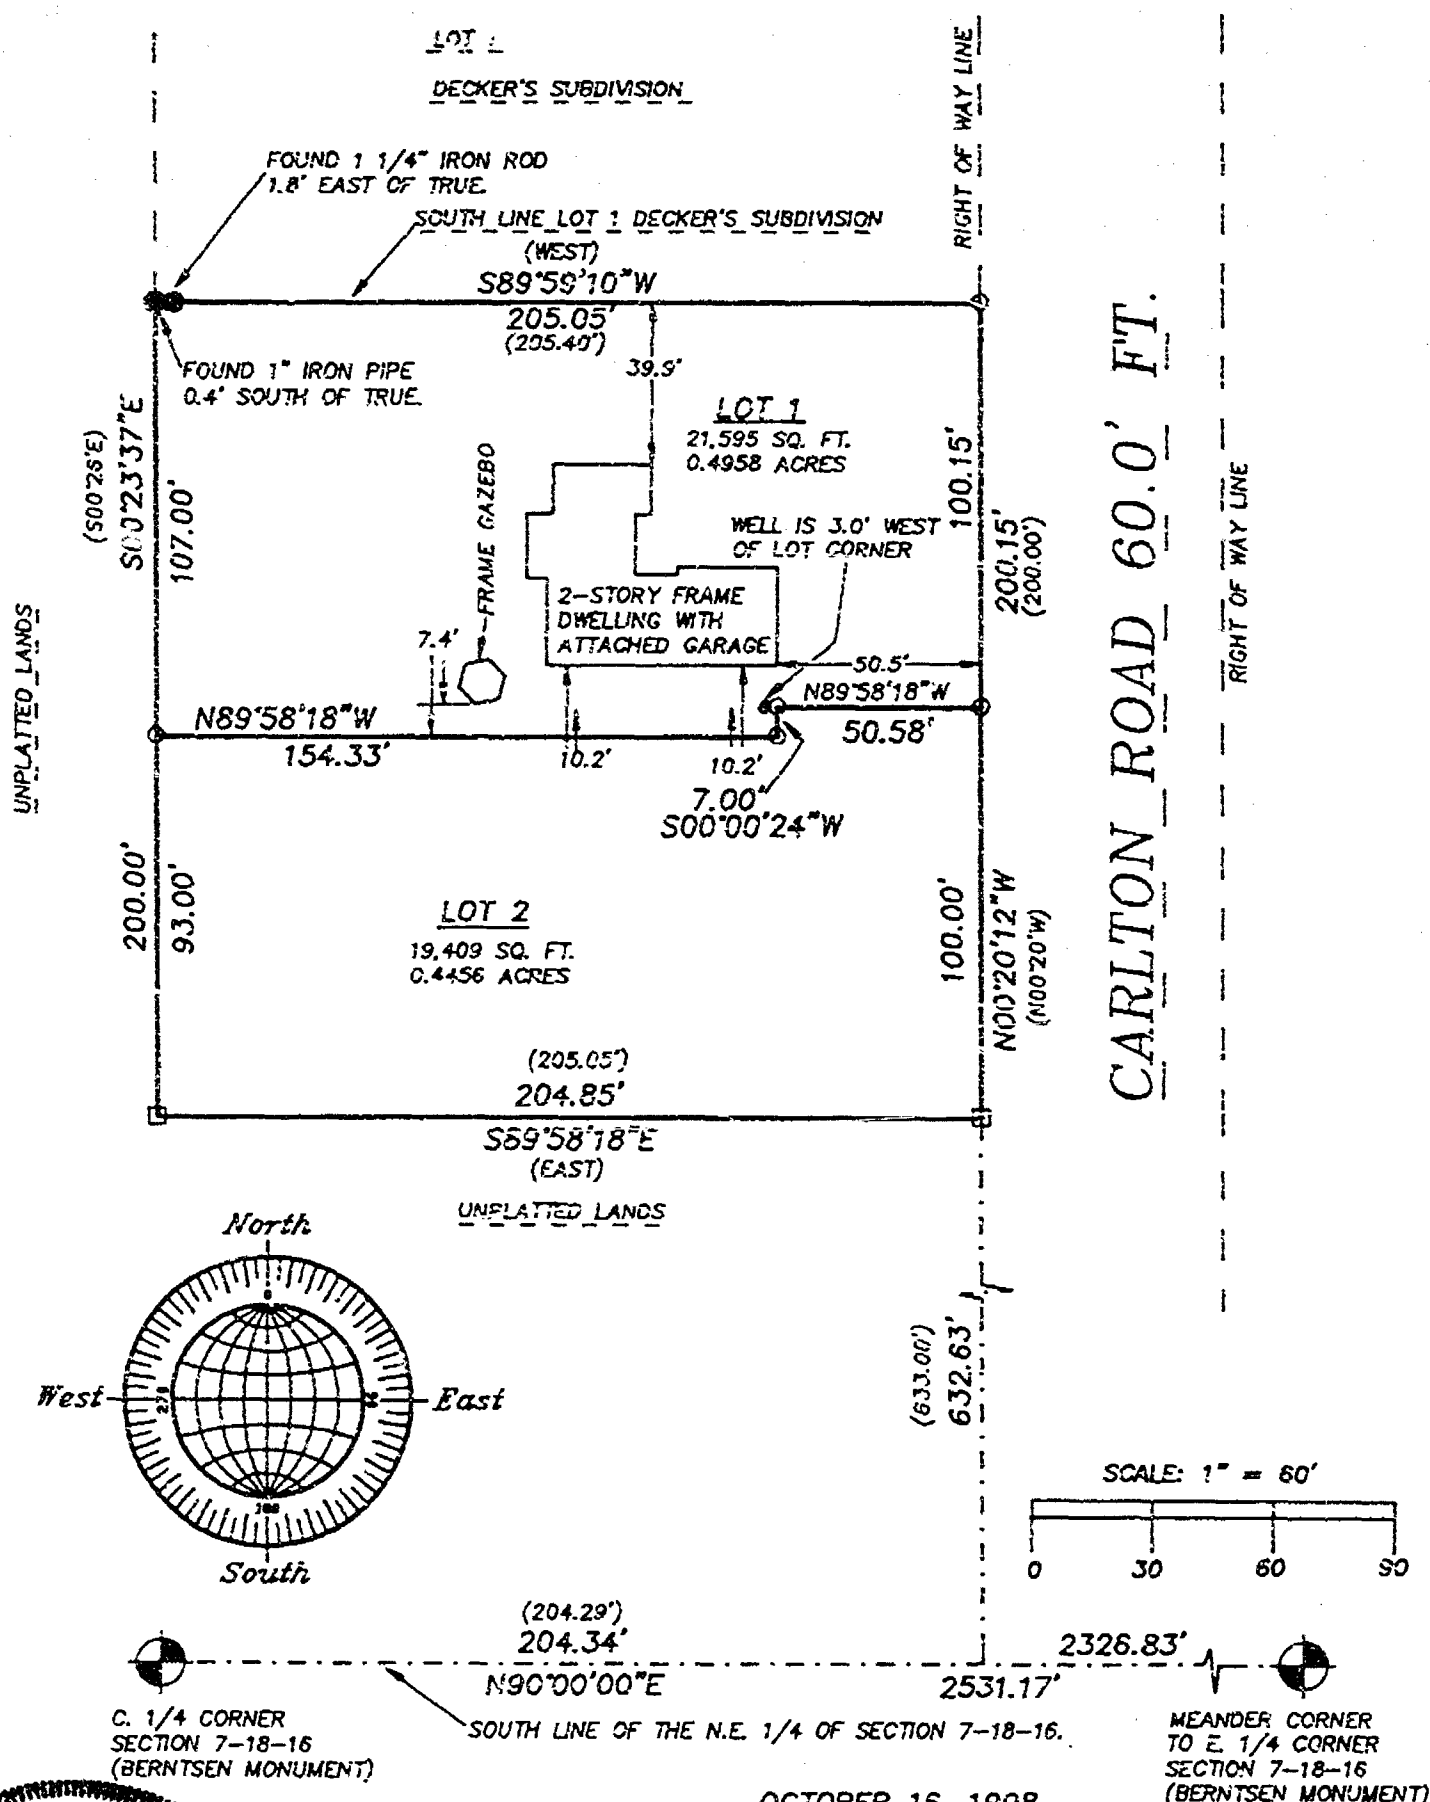 LOT 1
DECKER'S SUBDIVISION
RIGHT OF WAY LINE
FOUND 1 1/4" IRON ROD
1.8' EAST OF TRUE.
SOUTH LINE LOT 1 DECKER'S SUBDIVISION
(WEST)
S89°59'10"W
205.05'
(205.40')
FOUND 1" IRON PIPE
0.4' SOUTH OF TRUE.
39.9'
LOT 1
21,595 SQ. FT.
0.4958 ACRES
(S00°25'E)
S00°23'37"E
107.00'
FRAME GAZEBO
WELL IS 3.0' WEST
OF LOT CORNER
100.15'
200.15'
(200.00')
CARLTON ROAD 60.0' FT.
RIGHT OF WAY LINE
UNPLATTED LANDS
2-STORY FRAME
DWELLING WITH
ATTACHED GARAGE
7.4'
50.5'
N89°58'18"W
50.58'
N89°58'18"W
154.33'
10.2'
10.2'
7.00'
S00°00'24"W
200.00'
93.00'
LOT 2
19,409 SQ. FT.
0.4456 ACRES
100.00'
N00°20'12"W
(N00°20'W)
(205.05')
204.85'
S89°58'18"E
(EAST)
UNPLATTED LANDS
North
0
West
270
90
East
180
South
(633.00')
632.63'
SCALE: 1" = 60'
0 30 60 90
(204.29')
204.34'
N90°00'00"E
2326.83'
2531.17'
SOUTH LINE OF THE N.E. 1/4 OF SECTION 7-18-16.
C. 1/4 CORNER
SECTION 7-18-16
(BERNTSEN MONUMENT)
MEANDER CORNER
TO E. 1/4 CORNER
SECTION 7-18-16
(BERNTSEN MONUMENT)
OCTOBER 16, 1998